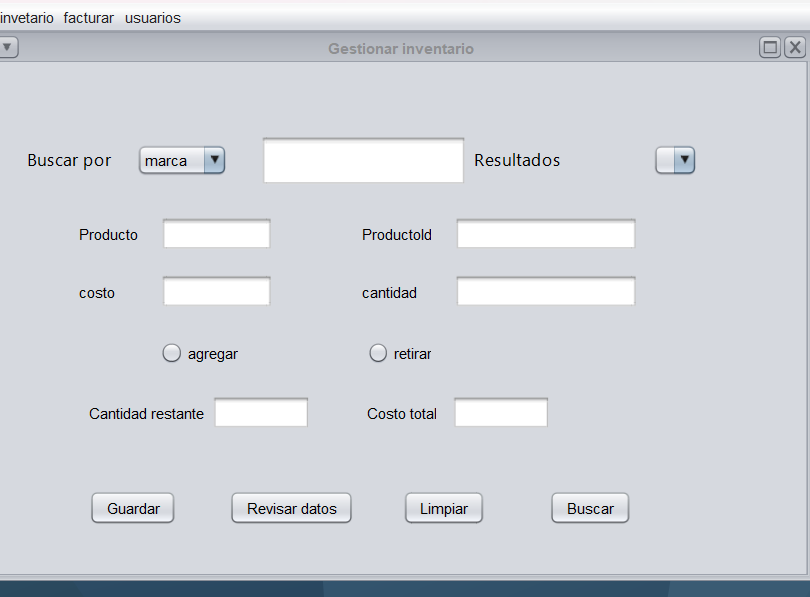 invetario facturar usuarios
Gestionar inventario
Buscar por marca Resultados
Producto ProductoId
costo cantidad
agregar retirar
Cantidad restante Costo total
Guardar Revisar datos Limpiar Buscar